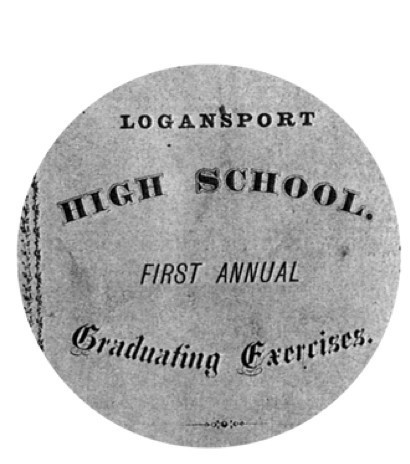 LOGANSPORT
HIGH SCHOOL.
FIRST ANNUAL
Graduating Exercises.